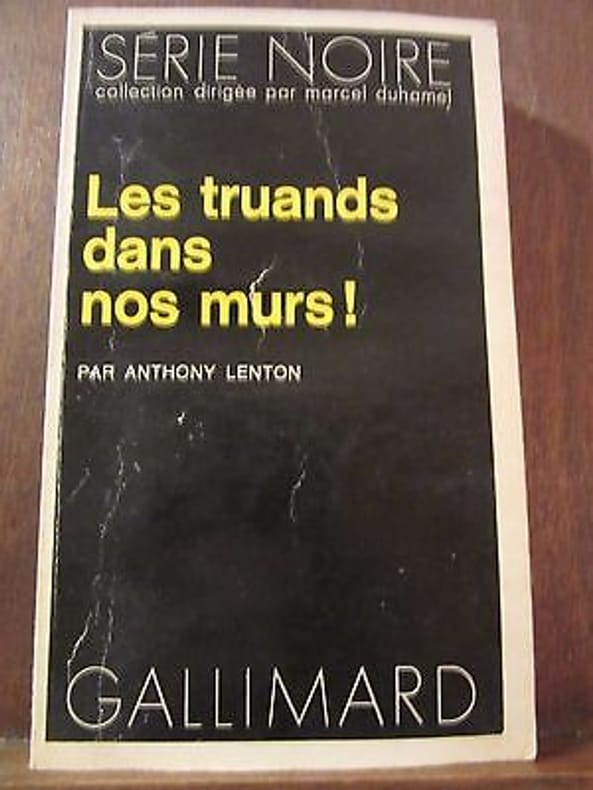 SÉRIE NOIRE
collection dirigée par marcel duhamel
Les truands
dans
nos murs!
PAR ANTHONY LENTON
GALLIMARD